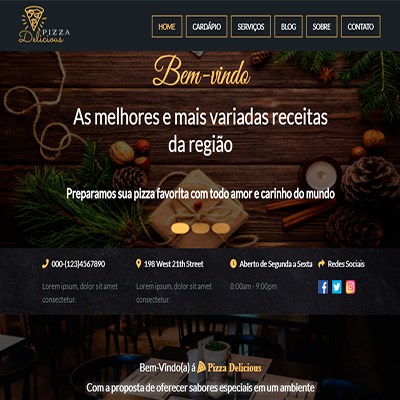 PIZZA
Delicious
HOME
CARDÁPIO
SERVIÇOS
BLOG
SOBRE
CONTATO
Bem-vindo
As melhores e mais variadas receitas
da região
Preparamos sua pizza favorita com todo amor e carinho do mundo
000-(123)4567890
198 West 21th Street
Aberto de Segunda a Sexta
Redes Sociais
Lorem ipsum, dolor sit amet
consectetur.
Lorem ipsum, dolor sit amet
consectetur.
8:00am - 9:00pm
Bem-Vindo(a) á Pizza Delicious
Com a proposta de oferecer sabores especiais em um ambiente